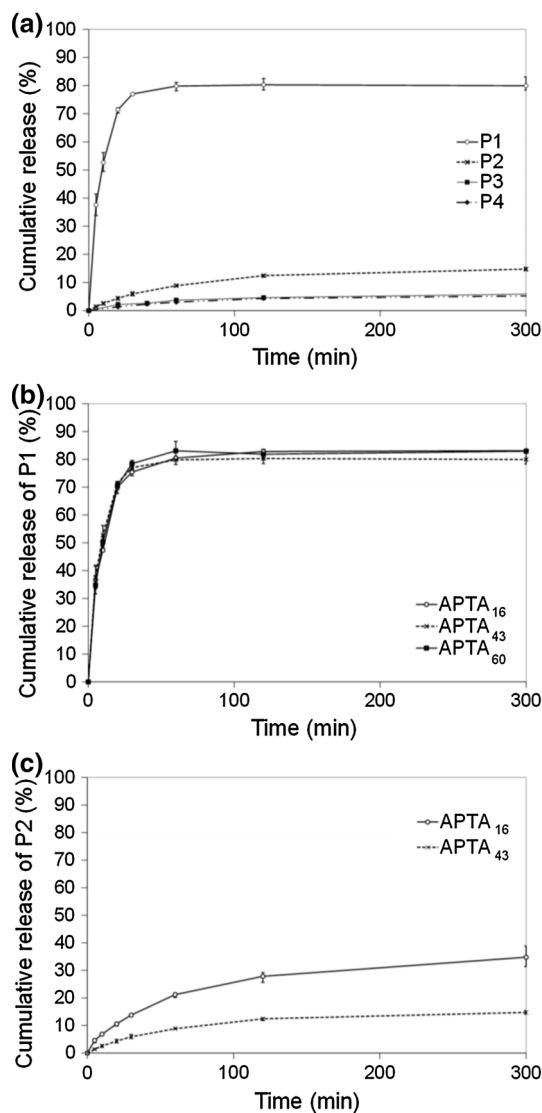 (a)
Cumulative release (%)
100
90
80
70
60
50
40
30
20
10
0
P1
P2
P3
P4
0 100 200 300
Time (min)
(b)
Cumulative release of P1 (%)
100
90
80
70
60
50
40
30
20
10
0
APTA16
APTA43
APTA60
0 100 200 300
Time (min)
(c)
Cumulative release of P2 (%)
100
90
80
70
60
50
40
30
20
10
0
APTA16
APTA43
0 100 200 300
Time (min)